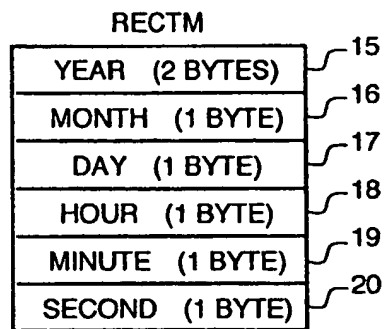 RECTM
YEAR (2 BYTES) 15
MONTH (1 BYTE) 16
DAY (1 BYTE) 17
HOUR (1 BYTE) 18
MINUTE (1 BYTE) 19
SECOND (1 BYTE) 20